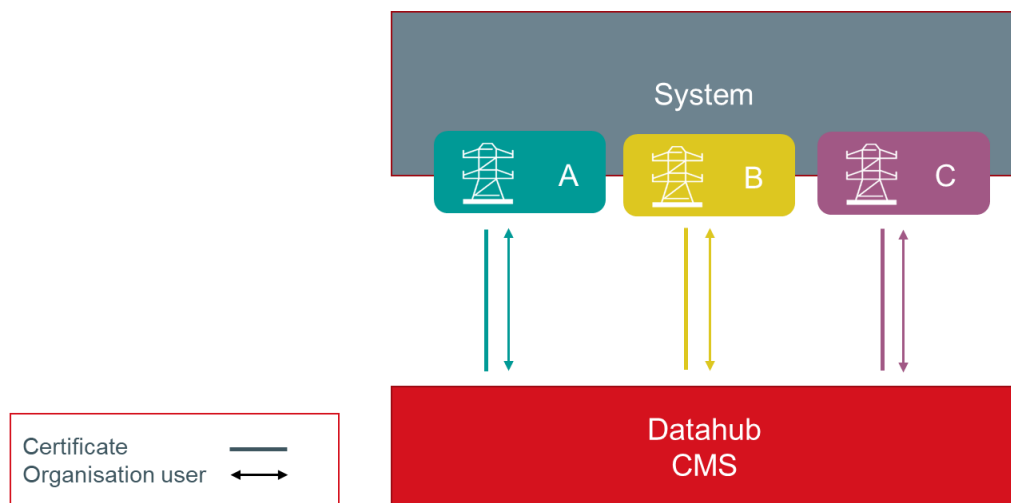 System
A
B
C
Datahub
CMS
Certificate
Organisation user